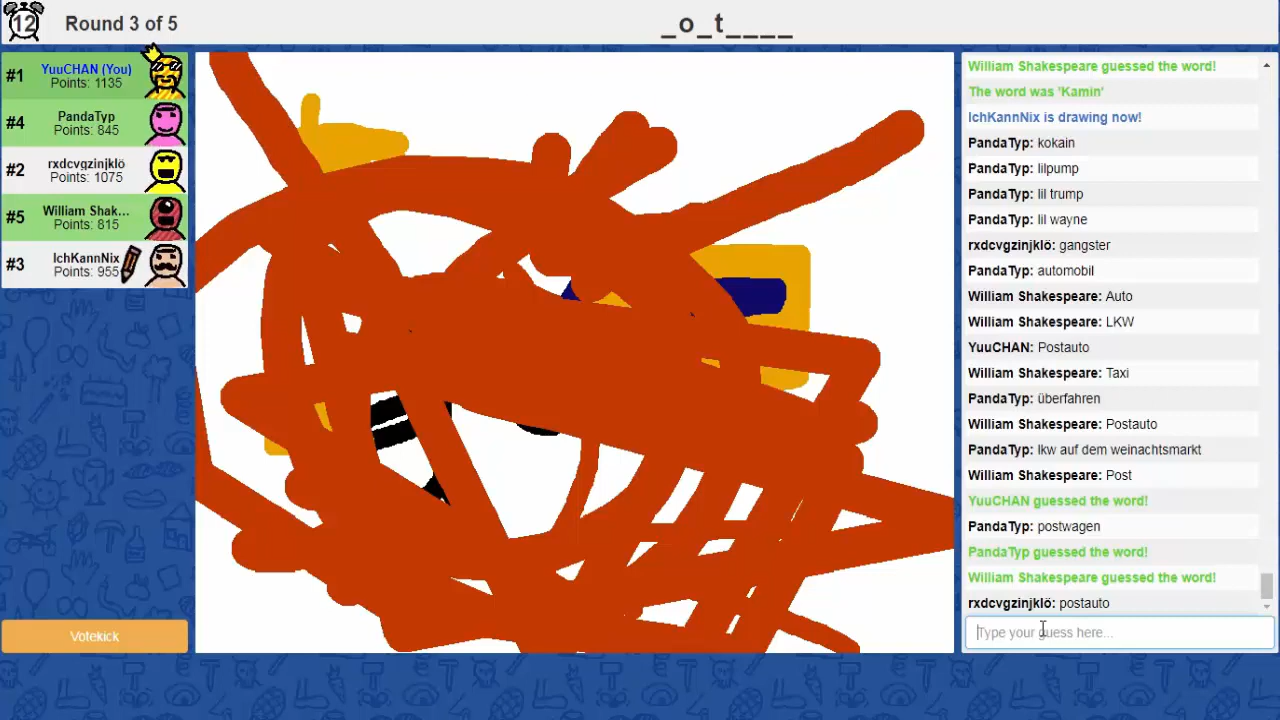 12
Round 3 of 5
_o_t____
#1
YuuCHAN (You)
Points: 1135
#4
PandaTyp
Points: 845
#2
rxdcvgzinjklö
Points: 1075
#5
William Shak...
Points: 815
#3
IchKannNix
Points: 955
Votekick
William Shakespeare guessed the word!
The word was 'Kamin'
IchKannNix is drawing now!
PandaTyp: kokain
PandaTyp: lilpump
PandaTyp: lil trump
PandaTyp: lil wayne
rxdcvgzinjklö: gangster
PandaTyp: automobil
William Shakespeare: Auto
William Shakespeare: LKW
YuuCHAN: Postauto
William Shakespeare: Taxi
PandaTyp: überfahren
William Shakespeare: Postauto
PandaTyp: lkw auf dem weinachtsmarkt
William Shakespeare: Post
YuuCHAN guessed the word!
PandaTyp: postwagen
PandaTyp guessed the word!
William Shakespeare guessed the word!
rxdcvgzinjklö: postauto
Type your guess here...